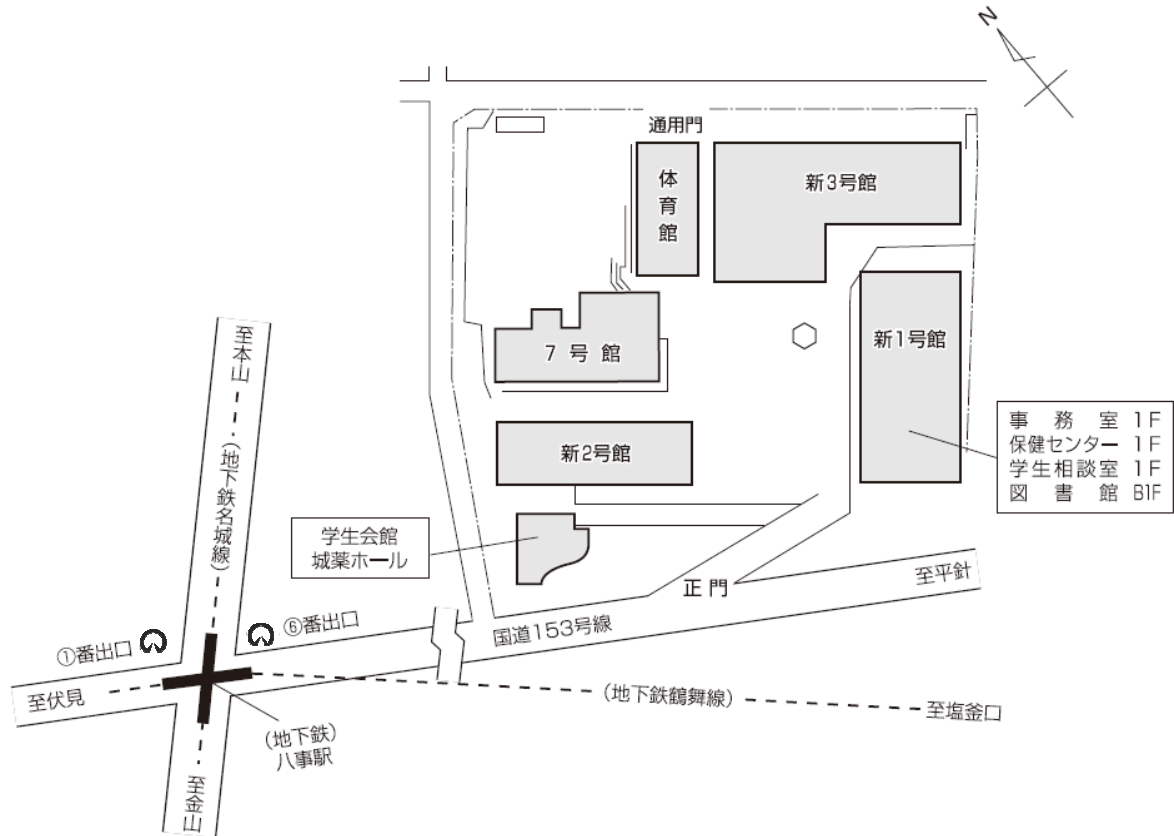 N
通用門
体育館
新3号館
7号館
新1号館
至本山
(地下鉄名城線)
新2号館
事務室 1F
保健センター 1F
学生相談室 1F
図書館 B1F
学生会館
城薬ホール
正門
至平針
国道153号線
①番出口
⑥番出口
至伏見
(地下鉄)
八事駅
(地下鉄鶴舞線)
至塩釜口
至金山